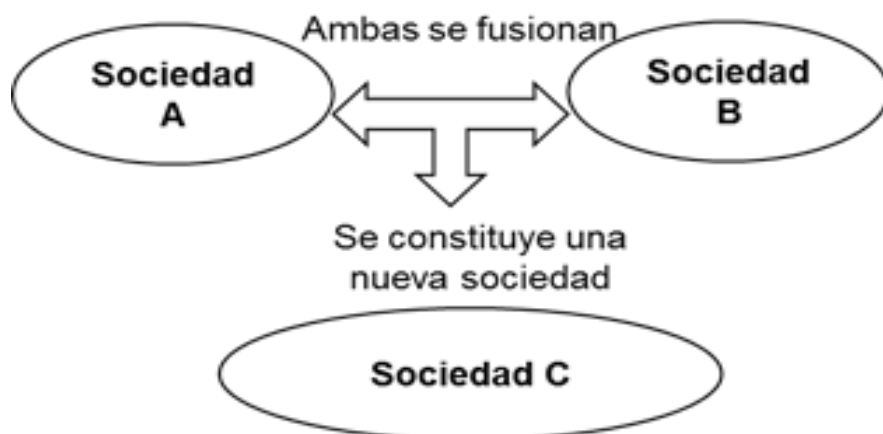 Ambas se fusionan
Sociedad
A
Sociedad
B
Se constituye una
nueva sociedad
Sociedad C